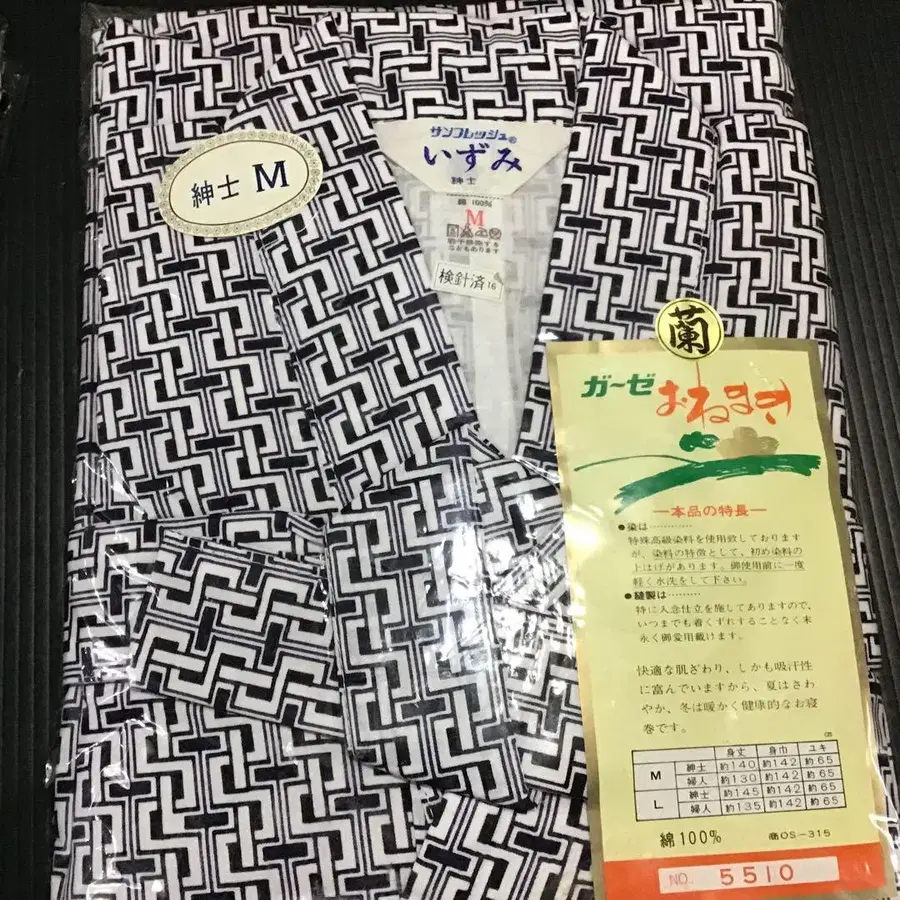 紳士 M
サンフレッシュ®
いずみ
紳士
綿 100%
M
検針済16
蘭
ガーゼ おねまき
―本品の特長―
●染は…………
特殊高級染料を使用致しております
が、染料の特徴として、初め染料の
上はげがあります。御使用前に一度
軽く水洗をして下さい。
●縫製は……
特に入念仕立を施してありますので、
いつまでも着くずれすることなく末
永く御愛用戴けます。
快適な肌ざわり、しかも吸汗性
に富んでいますから、夏はさわ
やか、冬は暖かく健康的なお寝
巻です。
cm
身丈 身巾 ユキ
M 紳士 約140 約142 約65
婦人 約130 約142 約65
L 紳士 約145 約142 約65
婦人 約135 約142 約65
綿100% ㊝OS-315
NO. 5510